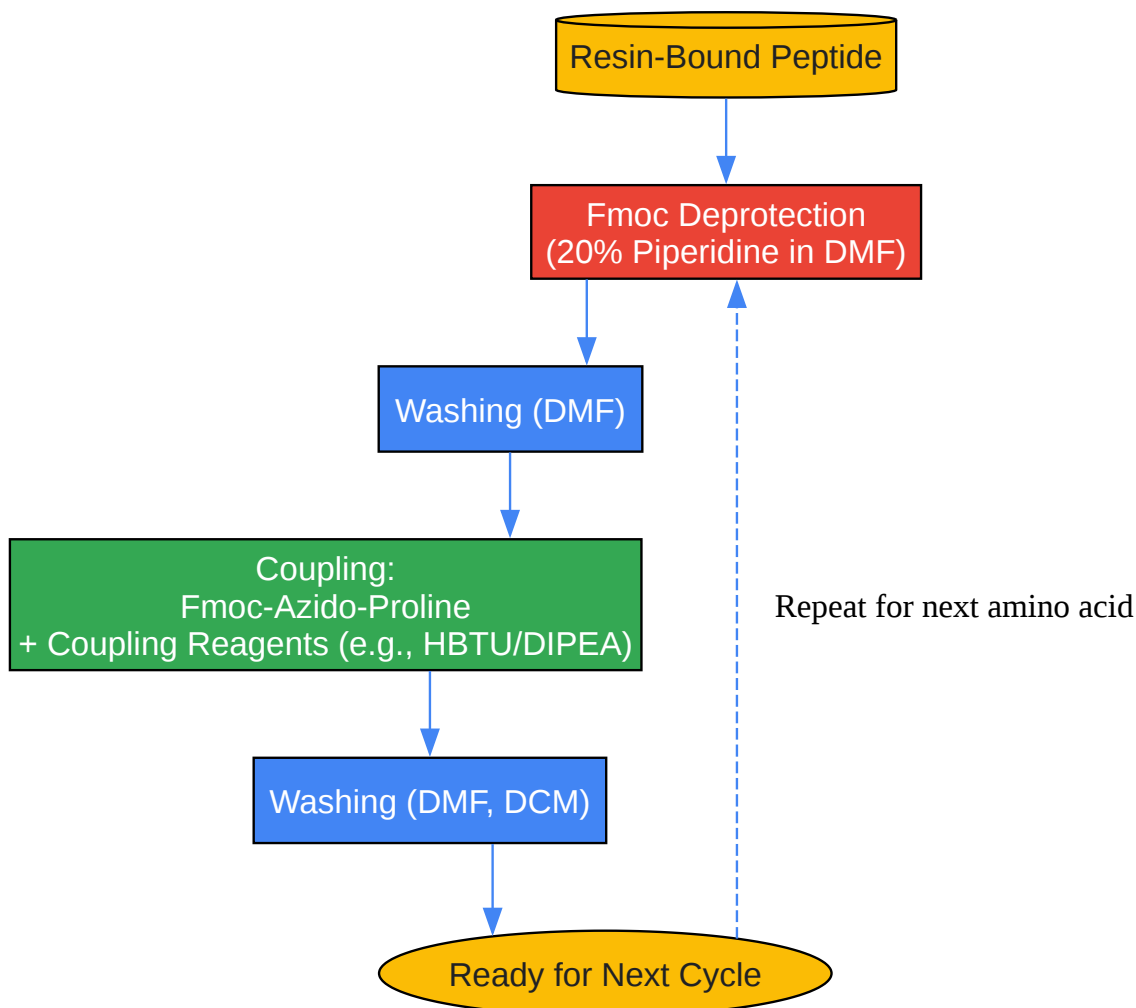 Resin-Bound Peptide
Fmoc Deprotection
(20% Piperidine in DMF)
Washing (DMF)
Coupling:
Fmoc-Azido-Proline
+ Coupling Reagents (e.g., HBTU/DIPEA)
Repeat for next amino acid
Washing (DMF, DCM)
Ready for Next Cycle